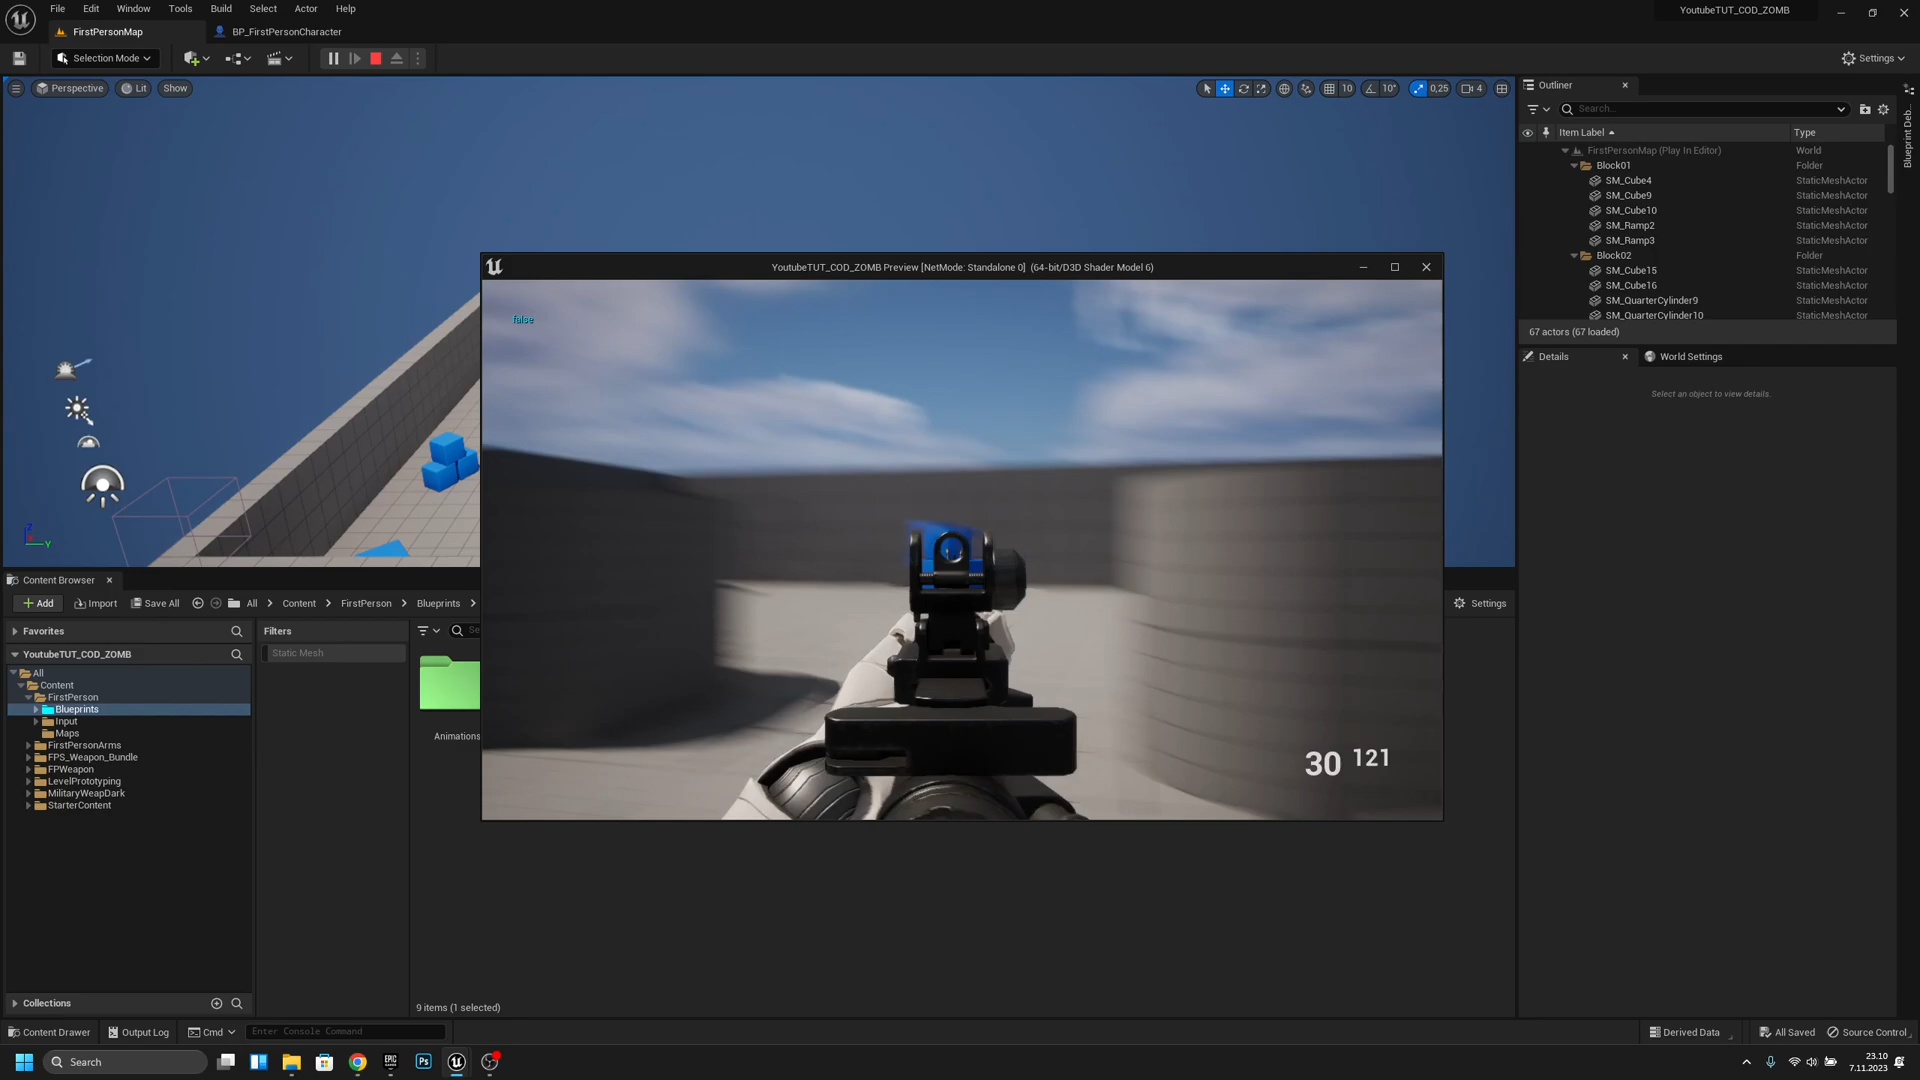 File Edit Window Tools Build Select Actor Help
YoutubeTUT_COD_ZOMB
FirstPersonMap
BP_FirstPersonCharacter
Selection Mode
Settings
Perspective Lit Show
10 10° 0,25 4
Outliner
Search...
Item Label Type
FirstPersonMap (Play In Editor) World
Block01 Folder
SM_Cube4 StaticMeshActor
SM_Cube9 StaticMeshActor
SM_Cube10 StaticMeshActor
SM_Ramp2 StaticMeshActor
SM_Ramp3 StaticMeshActor
Block02 Folder
SM_Cube15 StaticMeshActor
SM_Cube16 StaticMeshActor
SM_QuarterCylinder9 StaticMeshActor
SM_QuarterCylinder10 StaticMeshActor
67 actors (67 loaded)
Blueprint Deb...
Details
World Settings
Select an object to view details.
YoutubeTUT_COD_ZOMB Preview [NetMode: Standalone 0] (64-bit/D3D Shader Model 6)
false
30 121
Z
Y
Content Browser
Add Import Save All All Content FirstPerson Blueprints
Settings
Favorites
Filters
Se
Static Mesh
YoutubeTUT_COD_ZOMB
All
Content
FirstPerson
Blueprints
Input
Maps
FirstPersonArms
FPS_Weapon_Bundle
FPWeapon
LevelPrototyping
MilitaryWeapDark
StarterContent
Animations
Collections
9 items (1 selected)
Content Drawer Output Log Cmd Enter Console Command
Derived Data All Saved Source Control
Search
EPIC
Ps
23.10
7.11.2023